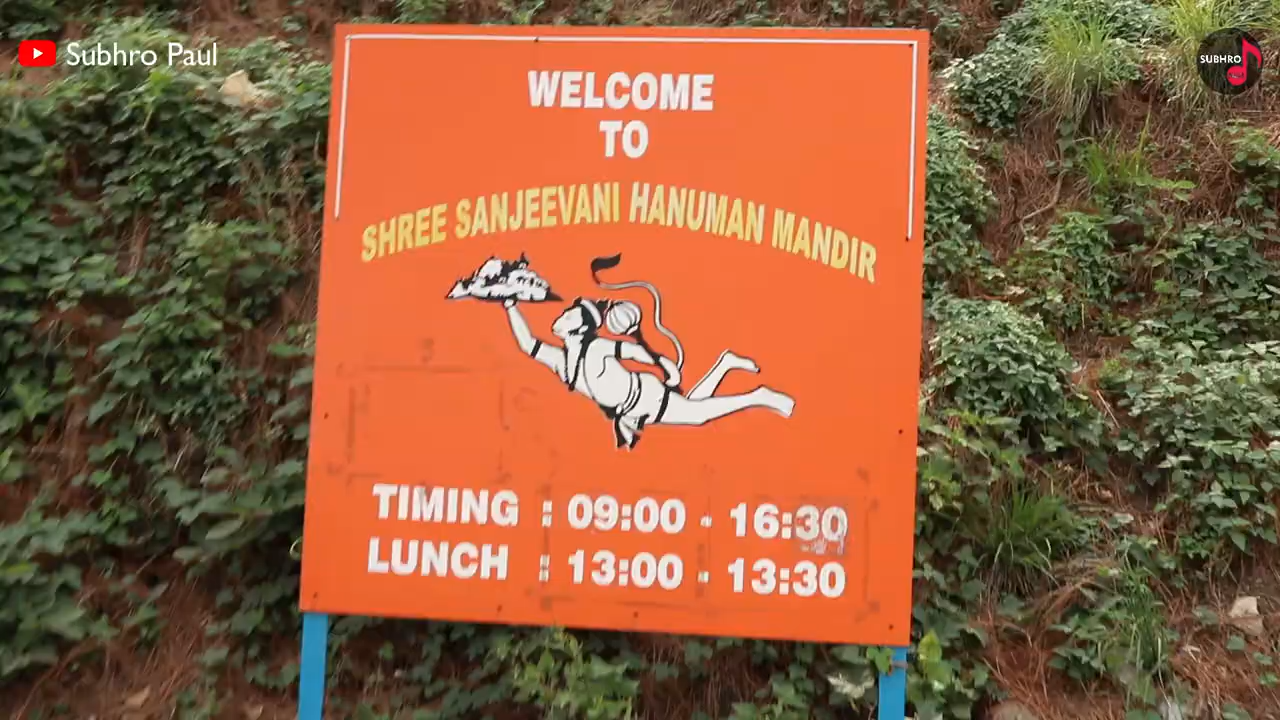 Subhro Paul
SUBHRO
WELCOME
TO
SHREE SANJEEVANI HANUMAN MANDIR
TIMING : 09:00 - 16:30
LUNCH : 13:00 - 13:30